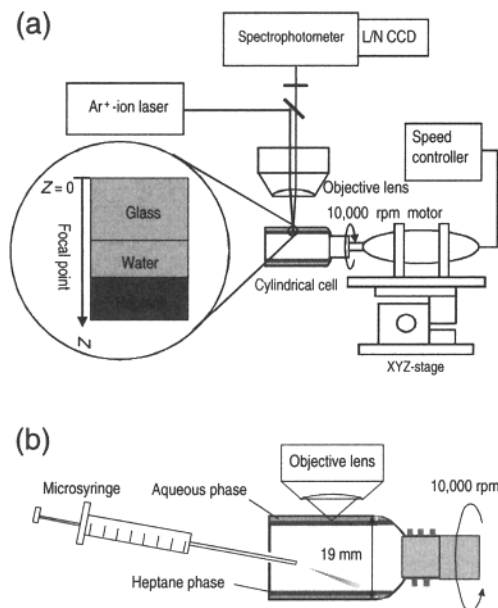 (a)
Spectrophotometer
L/N CCD
Ar+-ion laser
Speed
controller
Objective lens
Z = 0
Glass
Focal point
10,000 rpm motor
Water
Cylindrical cell
Z
XYZ-stage
(b)
Objective lens
10,000 rpm
Microsyringe
Aqueous phase
19 mm
Heptane phase